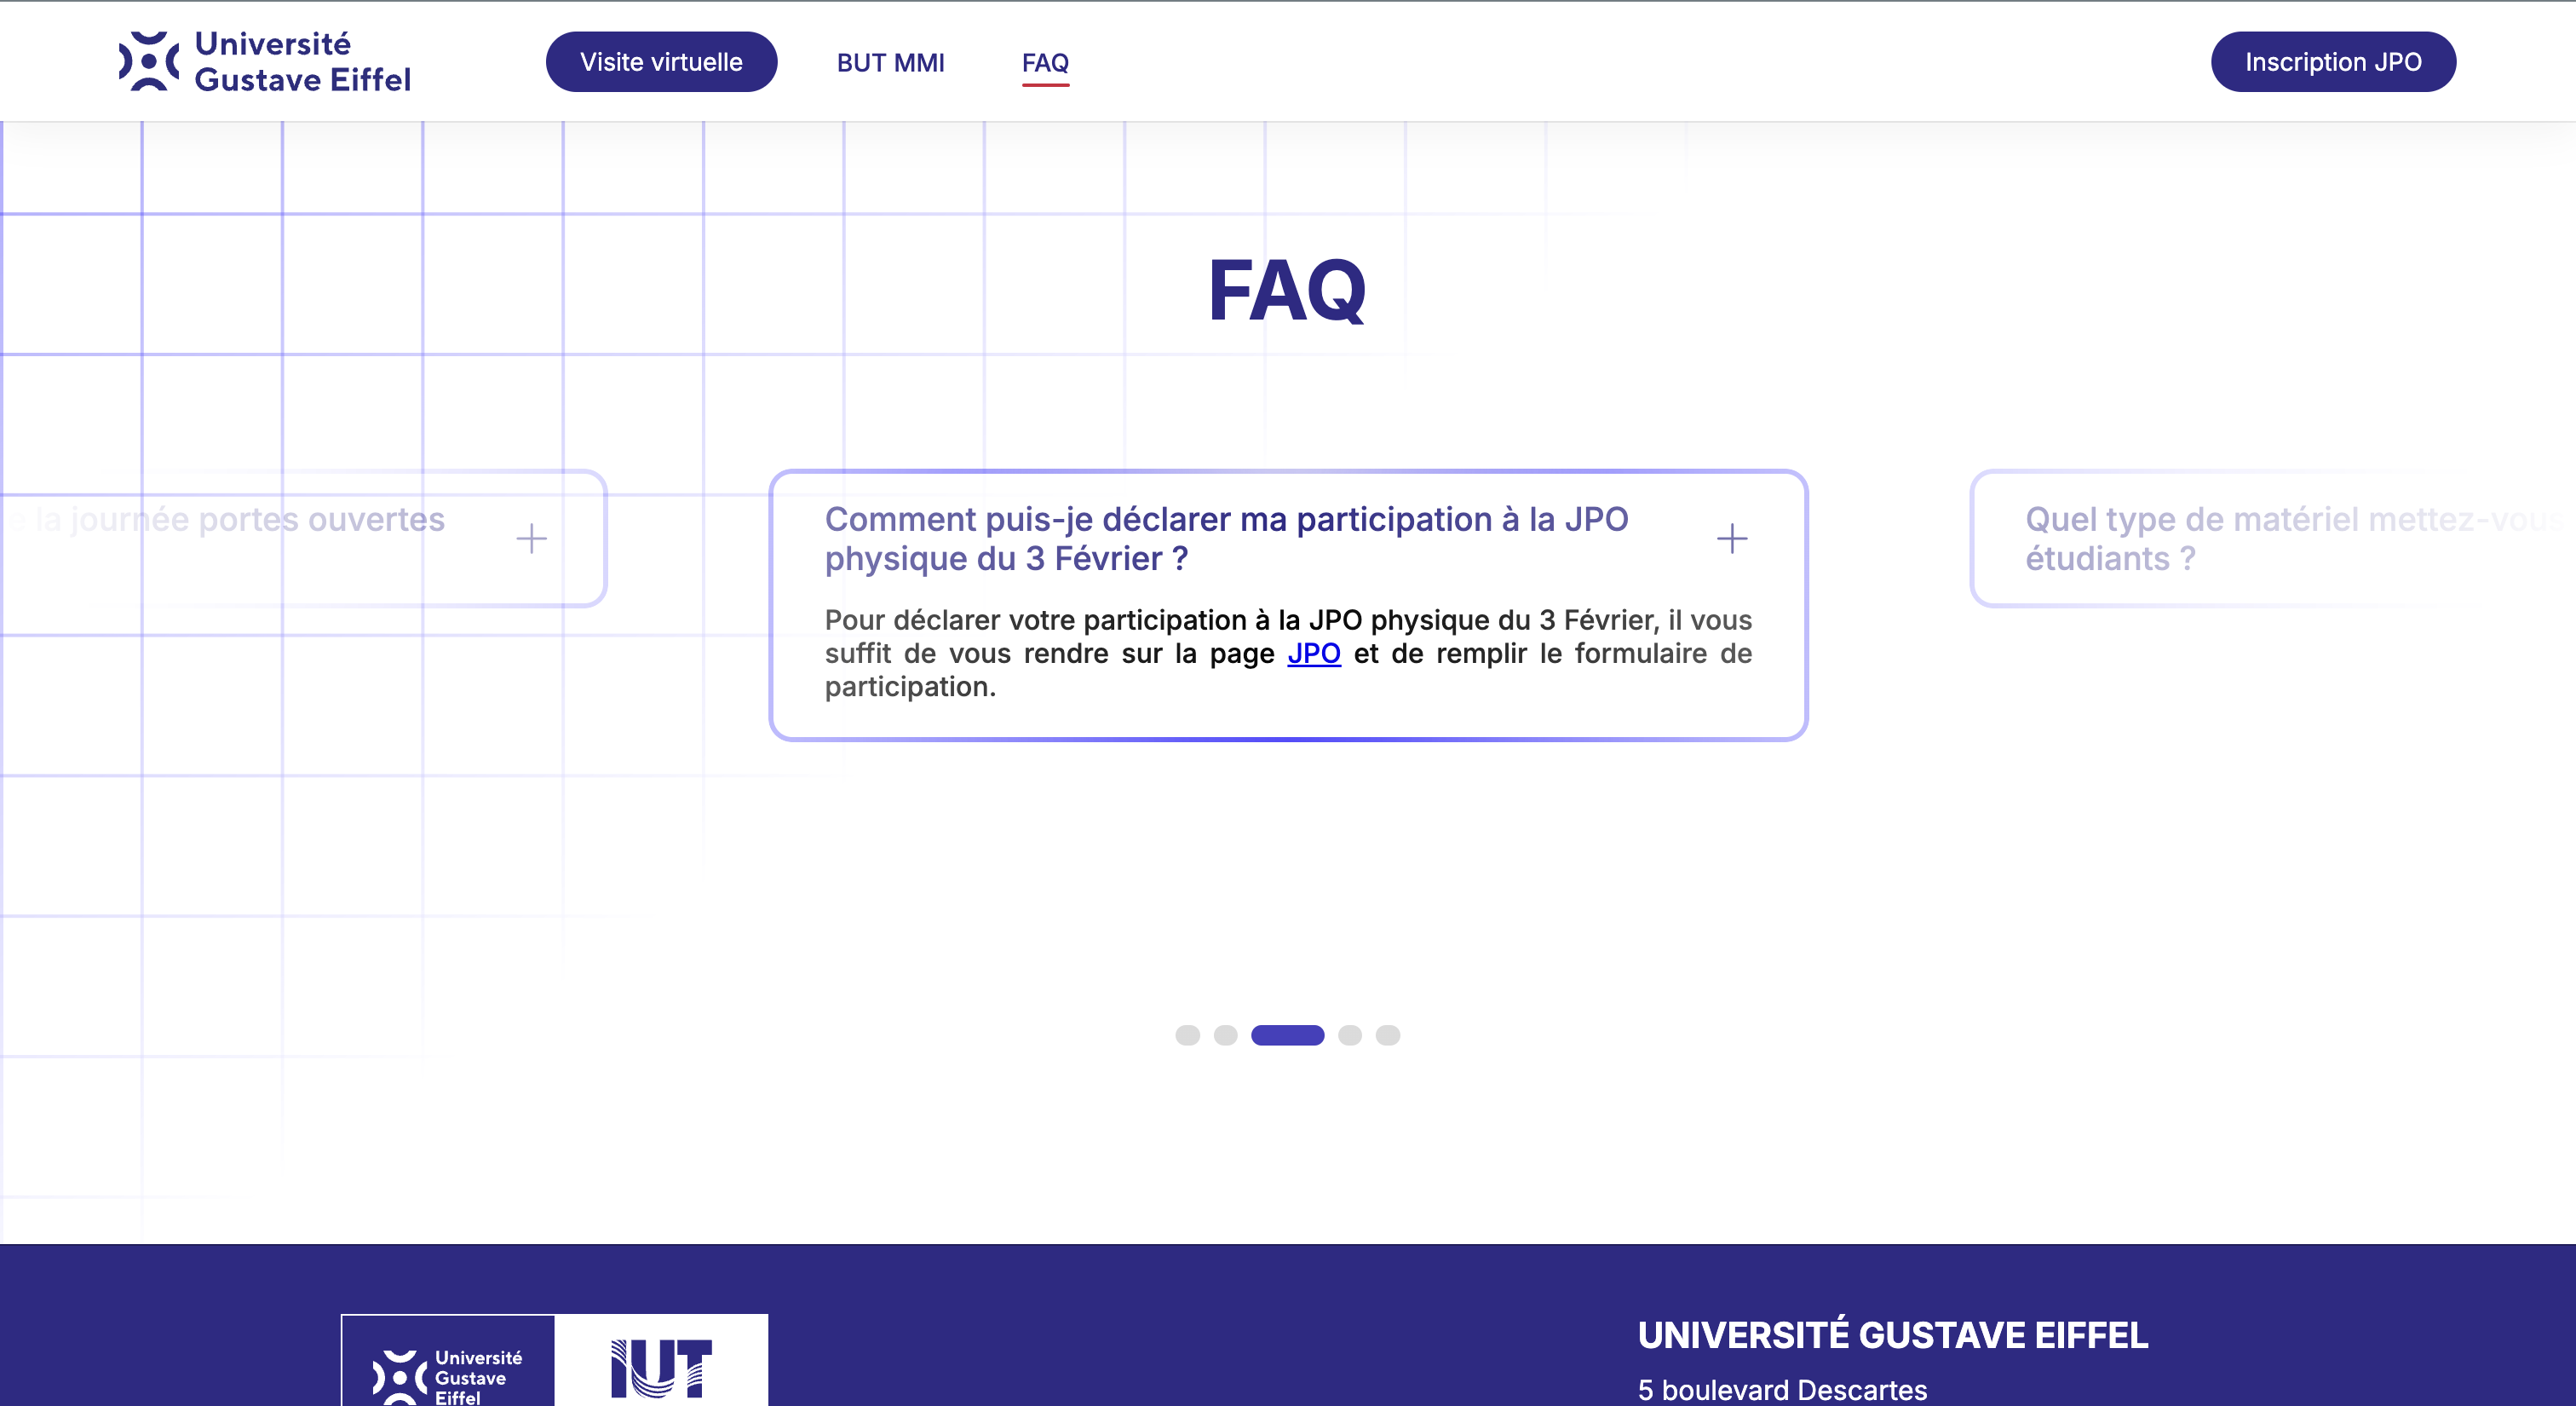 Université
Gustave Eiffel
Visite virtuelle
BUT MMI
FAQ
Inscription JPO
FAQ
la journée portes ouvertes
Comment puis-je déclarer ma participation à la JPO
physique du 3 Février ?
Pour déclarer votre participation à la JPO physique du 3 Février, il vous
suffit de vous rendre sur la page JPO et de remplir le formulaire de
participation.
Quel type de matériel mettez-vous
étudiants ?
Université
Gustave
Eiffel
IUT
UNIVERSITÉ GUSTAVE EIFFEL
5 boulevard Descartes